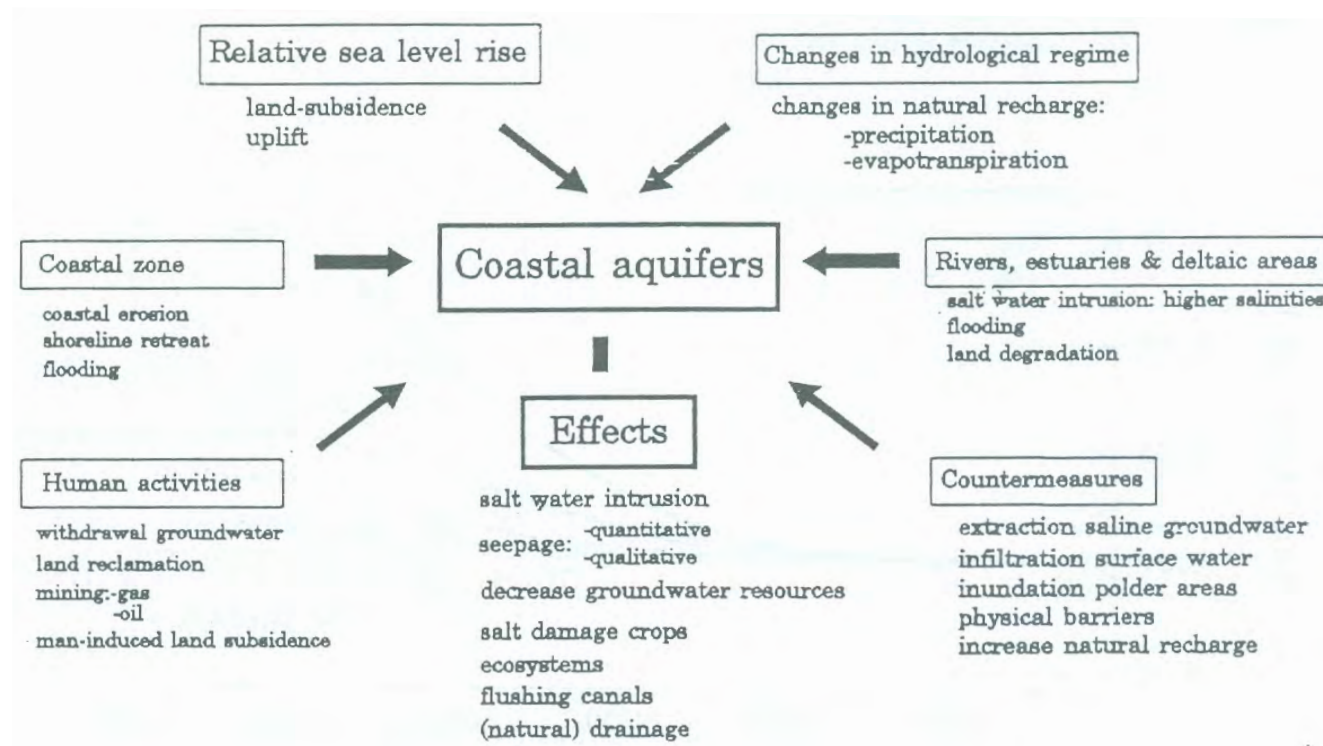 Relative sea level rise
land-subsidence
uplift
Changes in hydrological regime
changes in natural recharge:
-precipitation
-evapotranspiration
Coastal zone
coastal erosion
shoreline retreat
flooding
Coastal aquifers
Rivers, estuaries & deltaic areas
salt water intrusion: higher salinities
flooding
land degradation
Human activities
withdrawal groundwater
land reclamation
mining:-gas
-oil
man-induced land subsidence
Effects
salt water intrusion
seepage: -quantitative
-qualitative
decrease groundwater resources
salt damage crops
ecosystems
flushing canals
(natural) drainage
Countermeasures
extraction saline groundwater
infiltration surface water
inundation polder areas
physical barriers
increase natural recharge